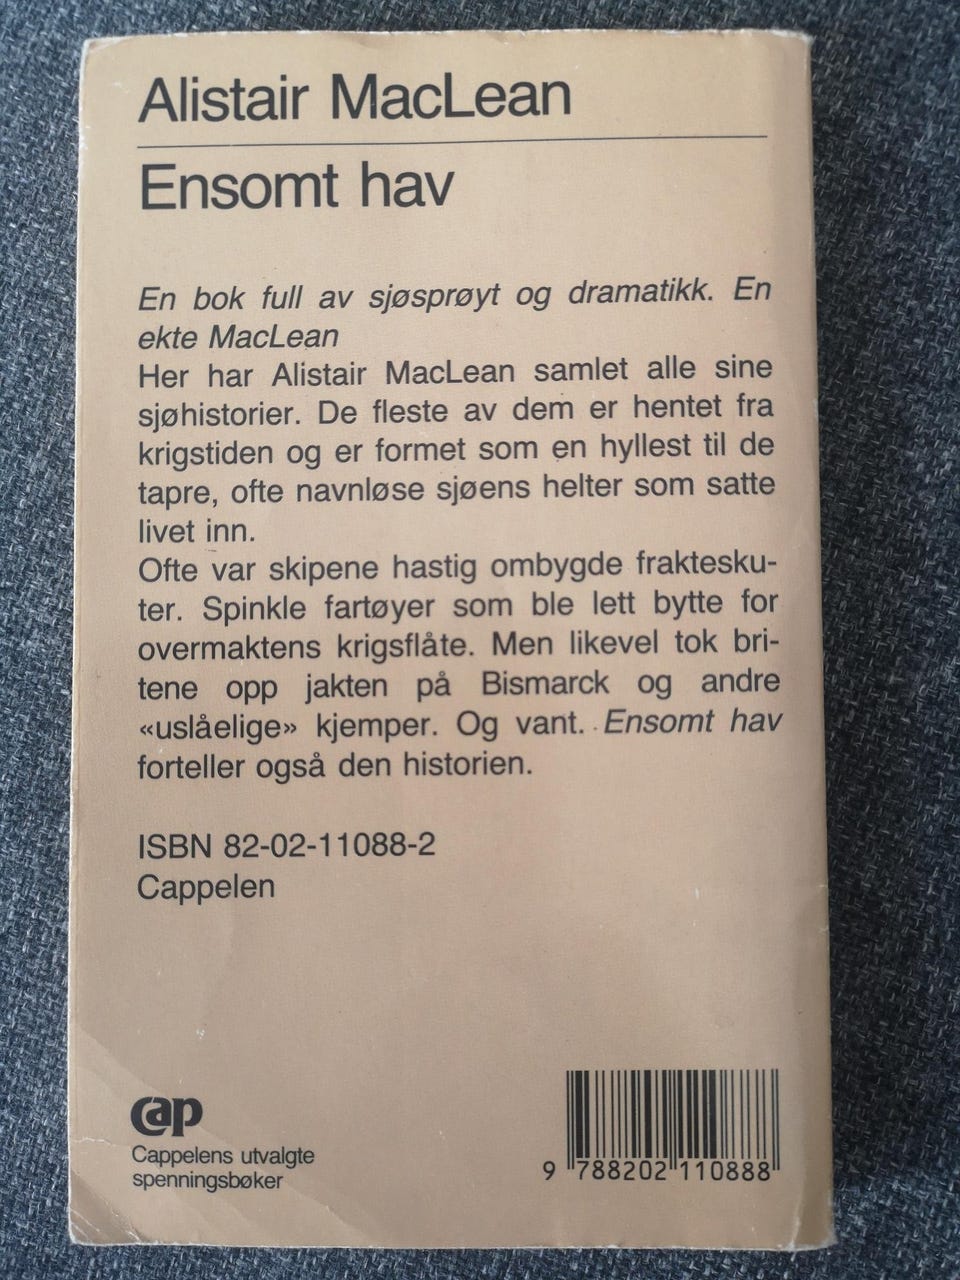 Alistair MacLean
Ensomt hav
En bok full av sjøsprøyt og dramatikk. En
ekte MacLean
Her har Alistair MacLean samlet alle sine
sjøhistorier. De fleste av dem er hentet fra
krigstiden og er formet som en hyllest til de
tapre, ofte navnløse sjøens helter som satte
livet inn.
Ofte var skipene hastig ombygde fraktesku-
ter. Spinkle fartøyer som ble lett bytte for
overmaktens krigsflåte. Men likevel tok bri-
tene opp jakten på Bismarck og andre
«uslåelige» kjemper. Og vant. Ensomt hav
forteller også den historien.
ISBN 82-02-11088-2
Cappelen
cap
Cappelens utvalgte
spenningsbøker
9 788202 110888